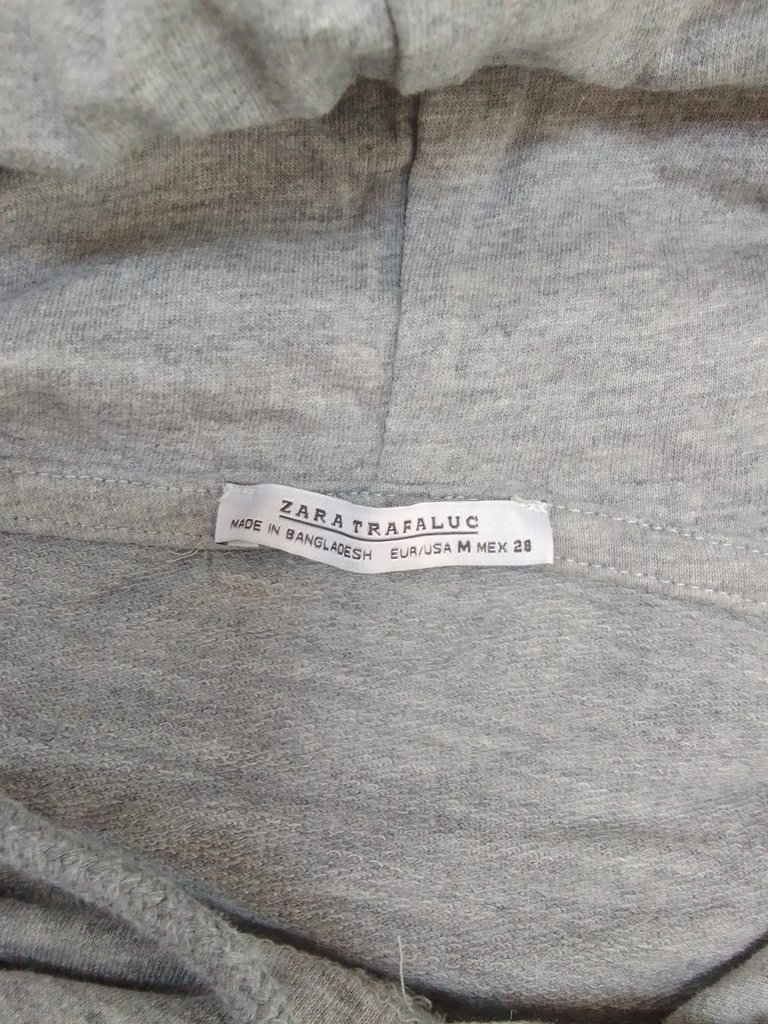 ZARA TRAFALUC
MADE IN BANGLADESH EUR/USA M MEX 28